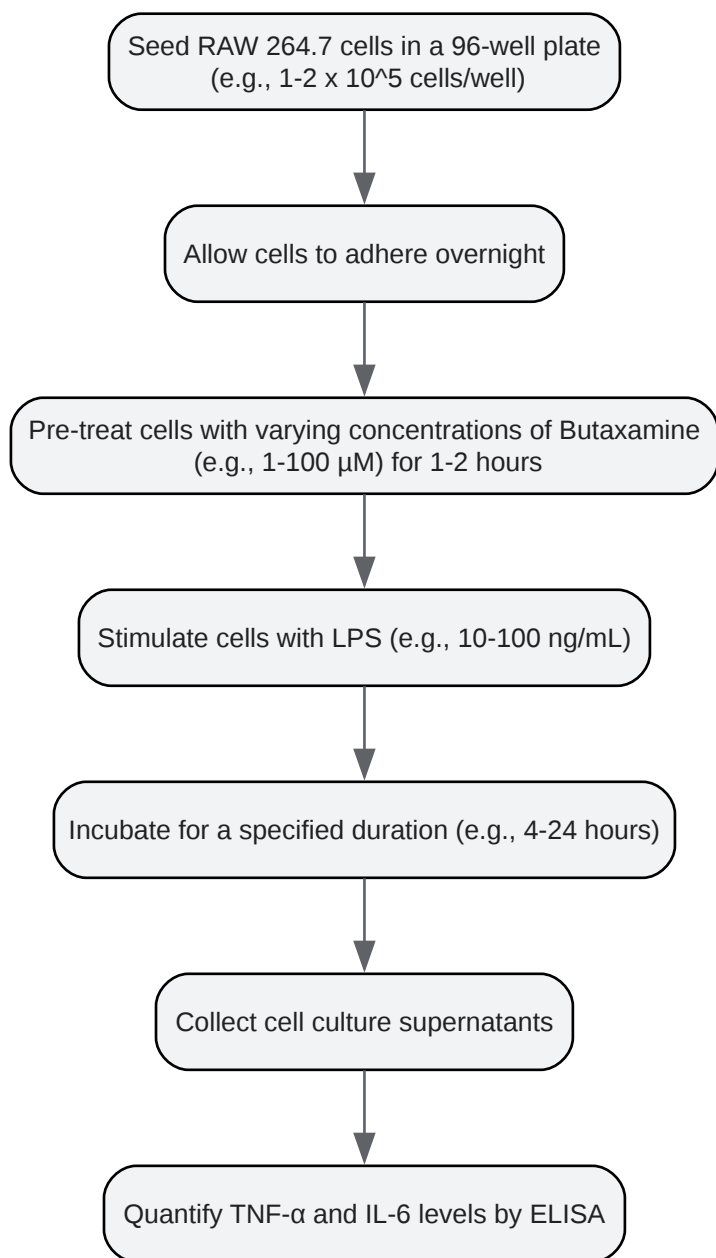 Seed RAW 264.7 cells in a 96-well plate
(e.g., 1-2 x 10^5 cells/well)
Allow cells to adhere overnight
Pre-treat cells with varying concentrations of Butaxamine
(e.g., 1-100 µM) for 1-2 hours
Stimulate cells with LPS (e.g., 10-100 ng/mL)
Incubate for a specified duration (e.g., 4-24 hours)
Collect cell culture supernatants
Quantify TNF-α and IL-6 levels by ELISA